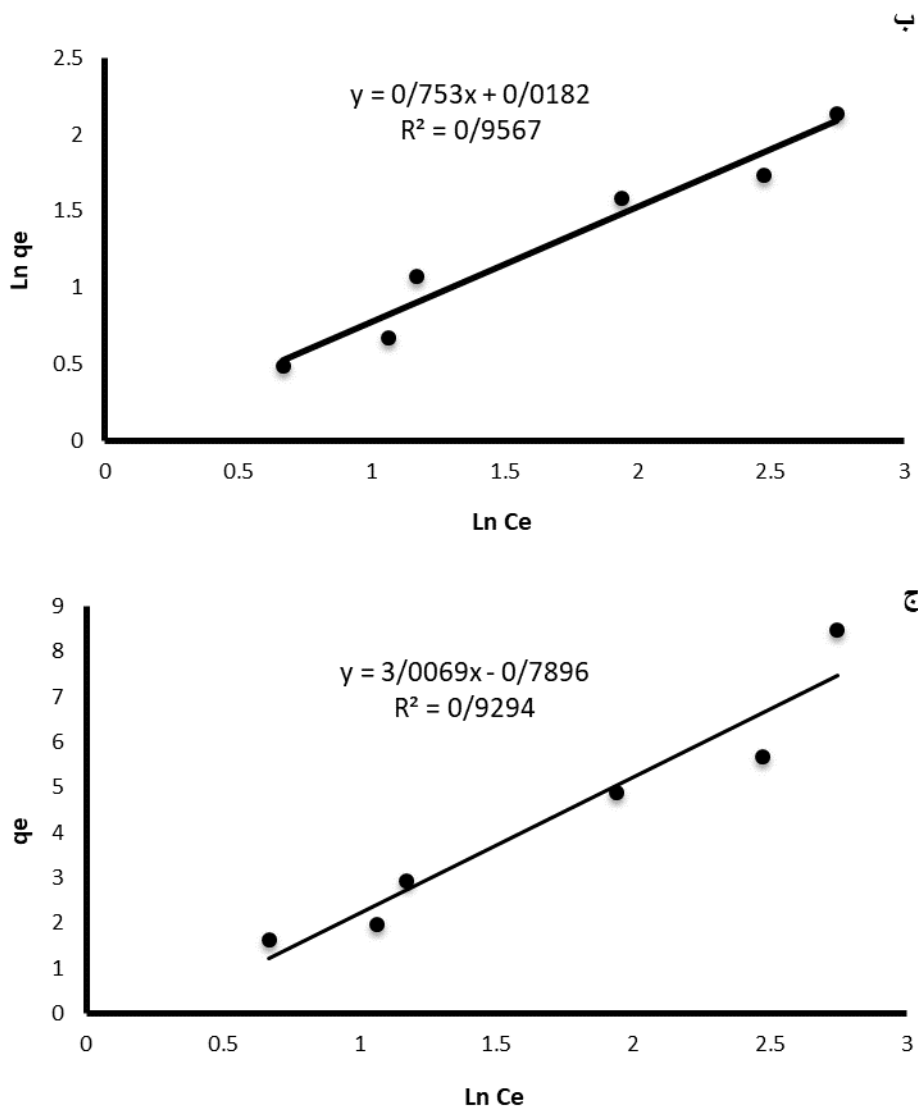 ب
y = 0/753x + 0/0182
R² = 0/9567
2.5
2
1.5
1
0.5
0
Ln qe
0 0.5 1 1.5 2 2.5 3
Ln Ce
ج
y = 3/0069x - 0/7896
R² = 0/9294
9
8
7
6
5
4
3
2
1
0
qe
0 0.5 1 1.5 2 2.5 3
Ln Ce